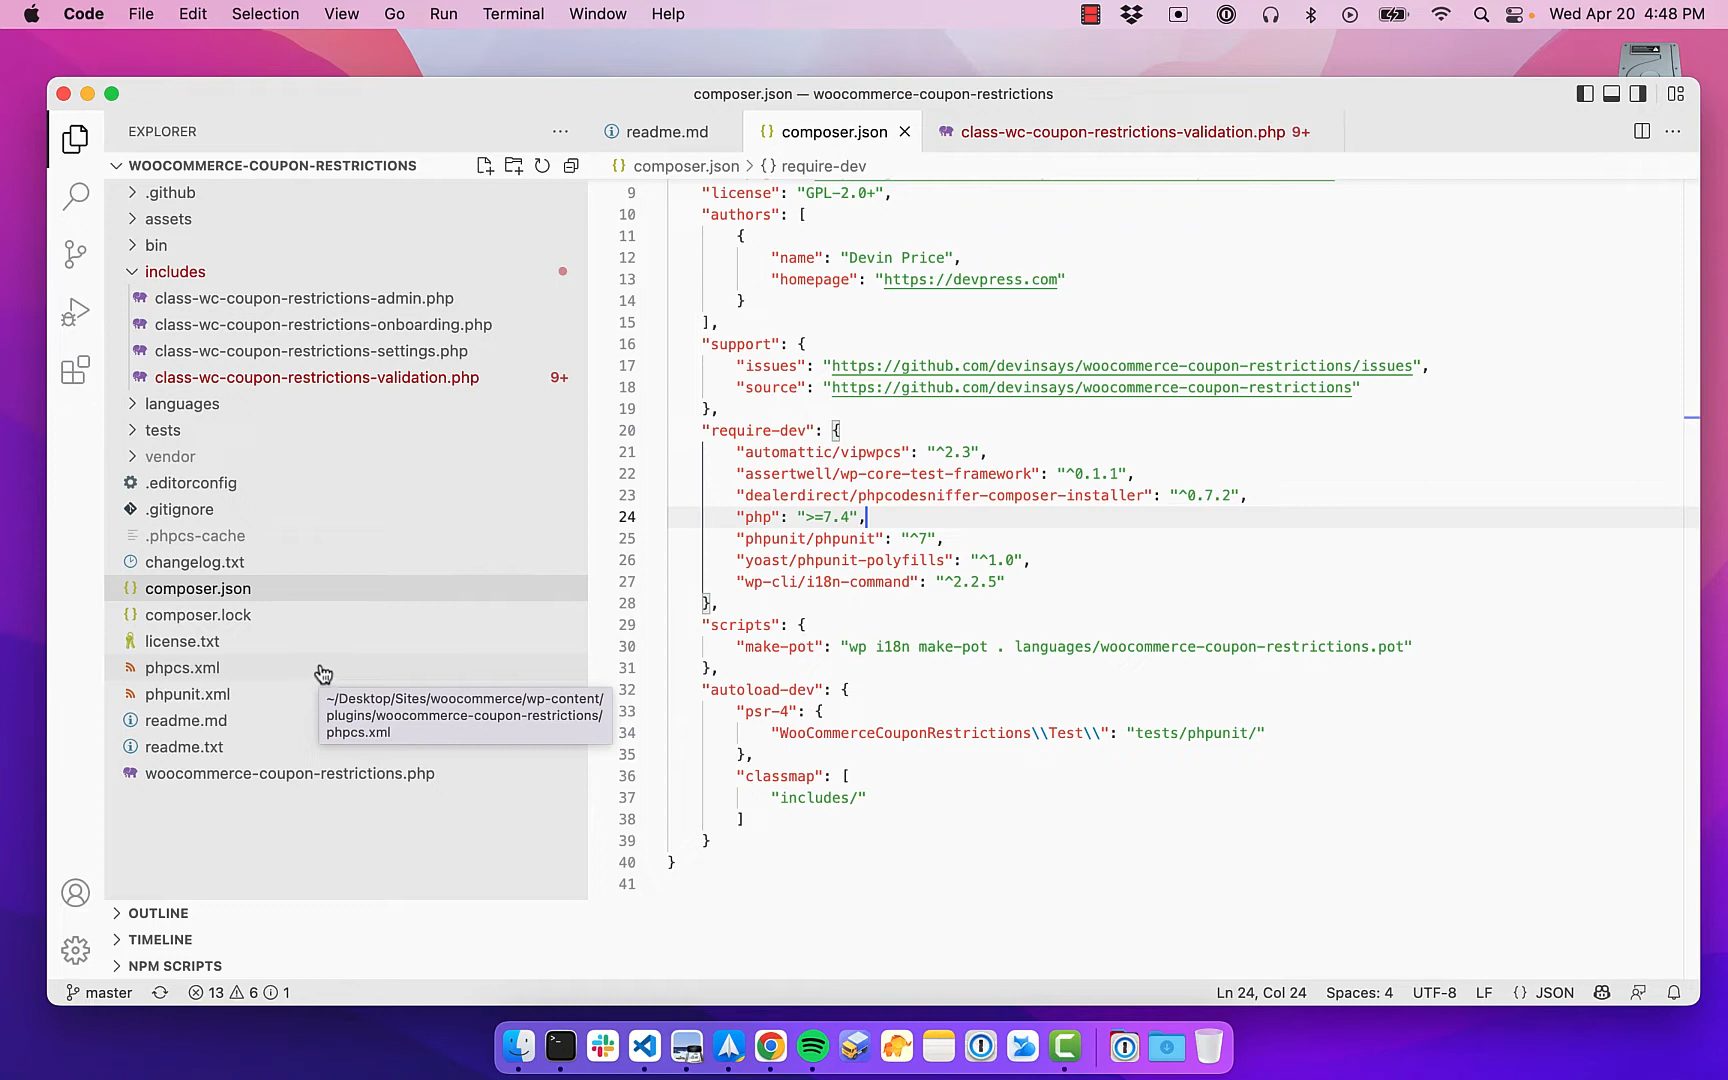 Code File Edit Selection View Go Run Terminal Window Help Wed Apr 20 4:48 PM
composer.json — woocommerce-coupon-restrictions
EXPLORER
WOOCOMMERCE-COUPON-RESTRICTIONS
.github
assets
bin
includes
class-wc-coupon-restrictions-admin.php
class-wc-coupon-restrictions-onboarding.php
class-wc-coupon-restrictions-settings.php
class-wc-coupon-restrictions-validation.php 9+
languages
tests
vendor
.editorconfig
.gitignore
.phpcs-cache
changelog.txt
composer.json
composer.lock
license.txt
phpcs.xml
phpunit.xml
readme.md
readme.txt
woocommerce-coupon-restrictions.php
~/Desktop/Sites/woocommerce/wp-content/
plugins/woocommerce-coupon-restrictions/
phpcs.xml
OUTLINE
TIMELINE
NPM SCRIPTS
readme.md composer.json class-wc-coupon-restrictions-validation.php 9+
composer.json > {} require-dev
9 "license": "GPL-2.0+",
10 "authors": [
11 {
12 "name": "Devin Price",
13 "homepage": "https://devpress.com"
14 }
15 ],
16 "support": {
17 "issues": "https://github.com/devinsays/woocommerce-coupon-restrictions/issues",
18 "source": "https://github.com/devinsays/woocommerce-coupon-restrictions"
19 },
20 "require-dev": {
21 "automattic/vipwpcs": "^2.3",
22 "assertwell/wp-core-test-framework": "^0.1.1",
23 "dealerdirect/phpcodesniffer-composer-installer": "^0.7.2",
24 "php": ">=7.4",
25 "phpunit/phpunit": "^7",
26 "yoast/phpunit-polyfills": "^1.0",
27 "wp-cli/i18n-command": "^2.2.5"
28 },
29 "scripts": {
30 "make-pot": "wp i18n make-pot . languages/woocommerce-coupon-restrictions.pot"
31 },
32 "autoload-dev": {
33 "psr-4": {
34 "WooCommerceCouponRestrictions\\Test\\": "tests/phpunit/"
35 },
36 "classmap": [
37 "includes/"
38 ]
39 }
40 }
41
master 13 6 1 Ln 24, Col 24 Spaces: 4 UTF-8 LF {} JSON